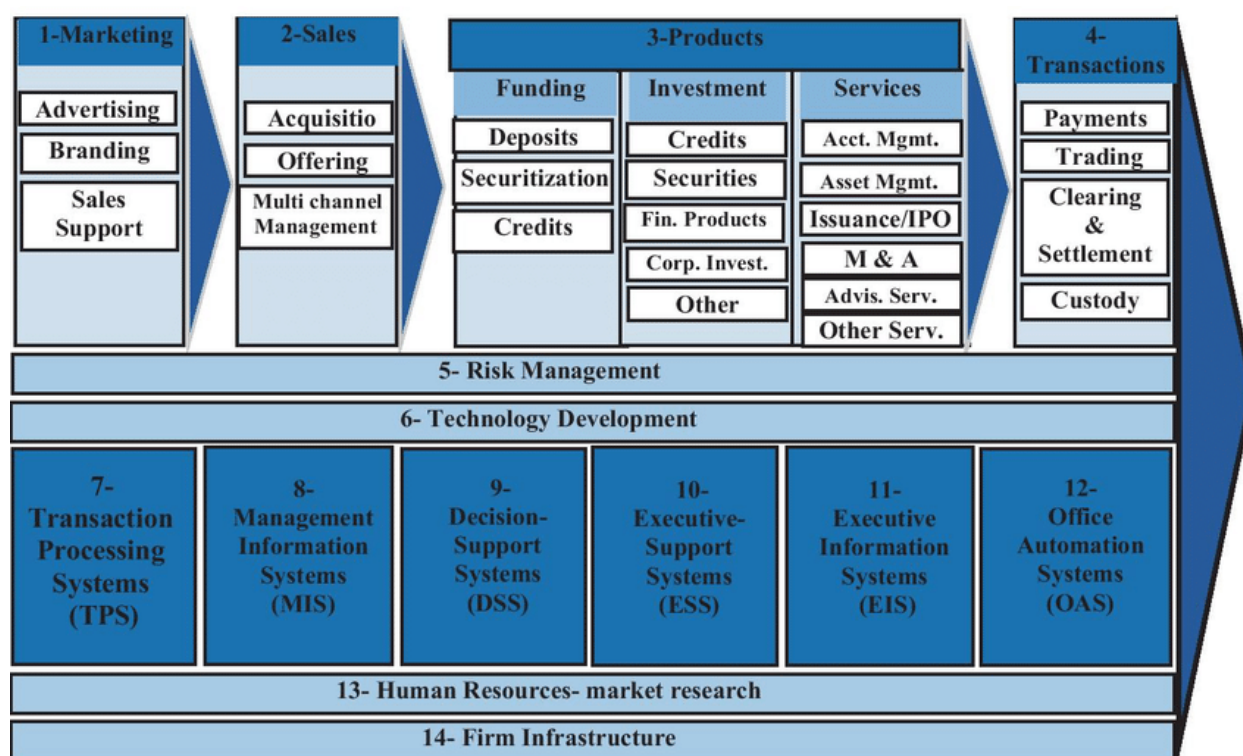 1-Marketing
Advertising
Branding
Sales
Support
2-Sales
Acquisitio
Offering
Multi channel
Management
3-Products
Funding
Deposits
Securitization
Credits
Investment
Credits
Securities
Fin. Products
Corp. Invest.
Other
Services
Acct. Mgmt.
Asset Mgmt.
Issuance/IPO
M & A
Advis. Serv.
Other Serv.
4-
Transactions
Payments
Trading
Clearing
&
Settlement
Custody
5- Risk Management
6- Technology Development
7-
Transaction
Processing
Systems
(TPS)
8-
Management
Information
Systems
(MIS)
9-
Decision-
Support
Systems
(DSS)
10-
Executive-
Support
Systems
(ESS)
11-
Executive
Information
Systems
(EIS)
12-
Office
Automation
Systems
(OAS)
13- Human Resources- market research
14- Firm Infrastructure